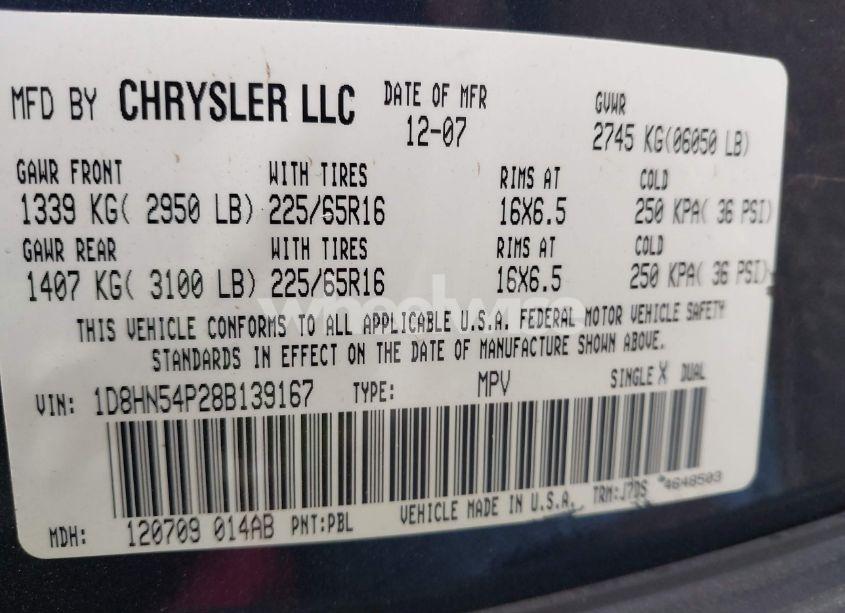 MFD BY CHRYSLER LLC DATE OF MFR GVWR
12-07 2745 KG(06050 LB)
GAWR FRONT WITH TIRES RIMS AT COLD
1339 KG( 2950 LB) 225/65R16 16X6.5 250 KPA( 36 PSI)
GAWR REAR WITH TIRES RIMS AT COLD
1407 KG( 3100 LB) 225/65R16 16X6.5 250 KPA( 36 PSI)
THIS VEHICLE CONFORMS TO ALL APPLICABLE U.S.A. FEDERAL MOTOR VEHICLE SAFETY
STANDARDS IN EFFECT ON THE DATE OF MANUFACTURE SHOWN ABOVE.
VIN: 1D8HN54P28B139167 TYPE: MPV SINGLE X DUAL
MDH: 120709 014AB PNT:PBL VEHICLE MADE IN U.S.A. TRM:J7DS *4648503